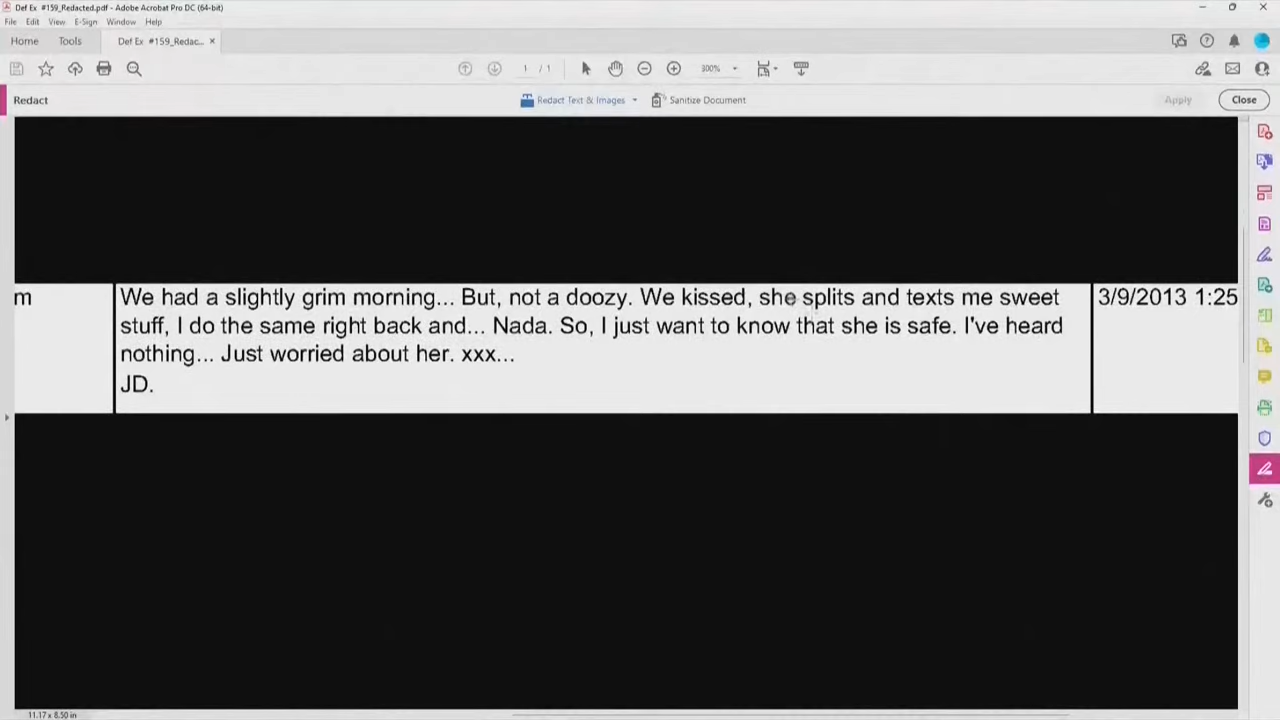 Def Ex #159_Redacted.pdf - Adobe Acrobat Pro DC (64-bit)
File Edit View E-Sign Window Help
Home Tools Def Ex #159_Redac... ×
1 / 1 300%
Redact Redact Text & Images Sanitize Document Apply Close
m We had a slightly grim morning... But, not a doozy. We kissed, she splits and texts me sweet 3/9/2013 1:25
stuff, I do the same right back and... Nada. So, I just want to know that she is safe. I've heard
nothing... Just worried about her. xxx...
JD.
11.17 x 8.50 in